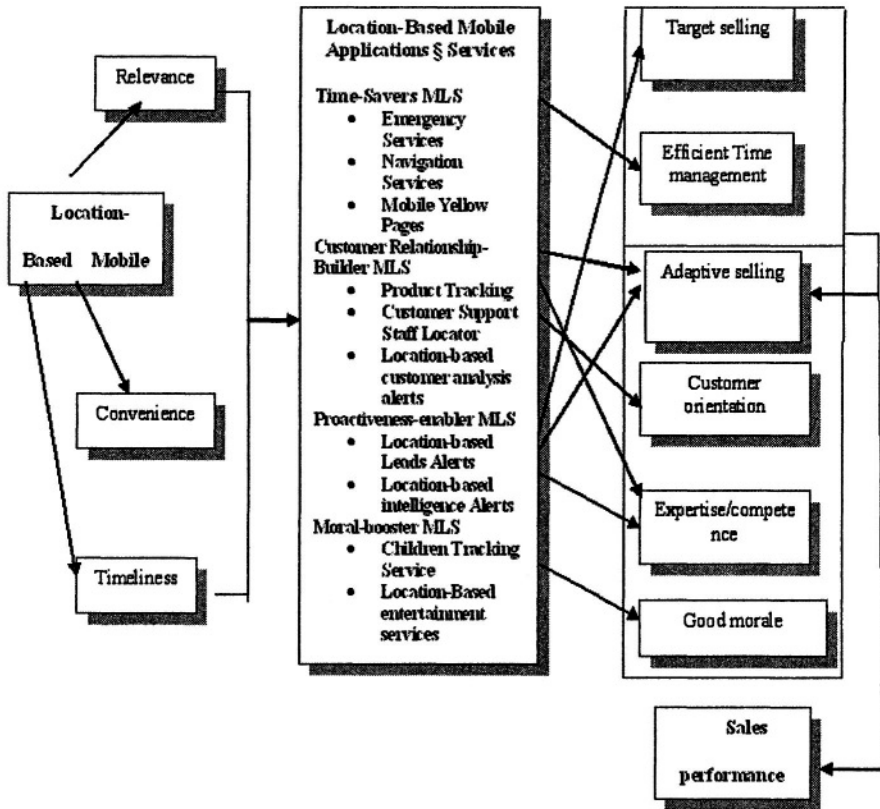 Relevance
Location-
Based Mobile
Convenience
Timeliness
Location-Based Mobile
Applications § Services
Time-Savers MLS
• Emergency
Services
• Navigation
Services
• Mobile Yellow
Pages
Customer Relationship-
Builder MLS
• Product Tracking
• Customer Support
Staff Locator
• Location-based
customer analysis
alerts
Proactiveness-enabler MLS
• Location-based
Leads Alerts
• Location-based
intelligence Alerts
Moral-booster MLS
• Children Tracking
Service
• Location-Based
entertainment
services
Target selling
Efficient Time
management
Adaptive selling
Customer
orientation
Expertise/compete
nce
Good morale
Sales
performance